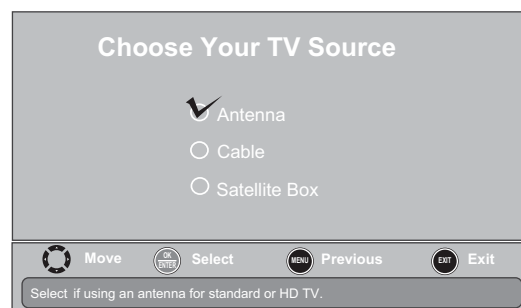 Choose Your TV Source
Antenna
Cable
Satellite Box
Move OK ENTER Select MENU Previous EXIT Exit
Select if using an antenna for standard or HD TV.